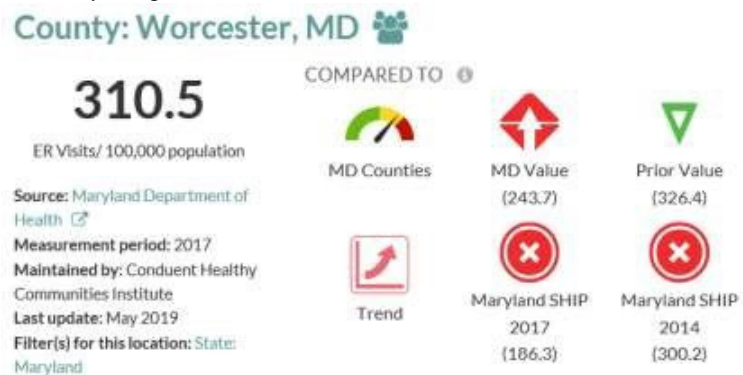 County: Worcester, MD
310.5
ER Visits/ 100,000 population
Source: Maryland Department of
Health
Measurement period: 2017
Maintained by: Conduent Healthy
Communities Institute
Last update: May 2019
Filter(s) for this location: State:
Maryland
COMPARED TO
MD Counties
MD Value
(243.7)
Prior Value
(326.4)
Trend
Maryland SHIP
2017
(186.3)
Maryland SHIP
2014
(300.2)